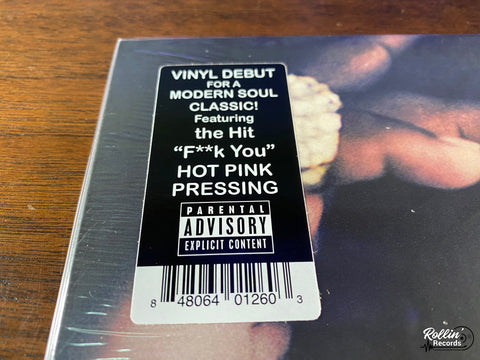 VINYL DEBUT
FOR A
MODERN SOUL
CLASSIC!
Featuring
the Hit
“F**k You”
HOT PINK
PRESSING
PARENTAL
ADVISORY
EXPLICIT CONTENT
8 48064 01260 3
Rollin'
Records